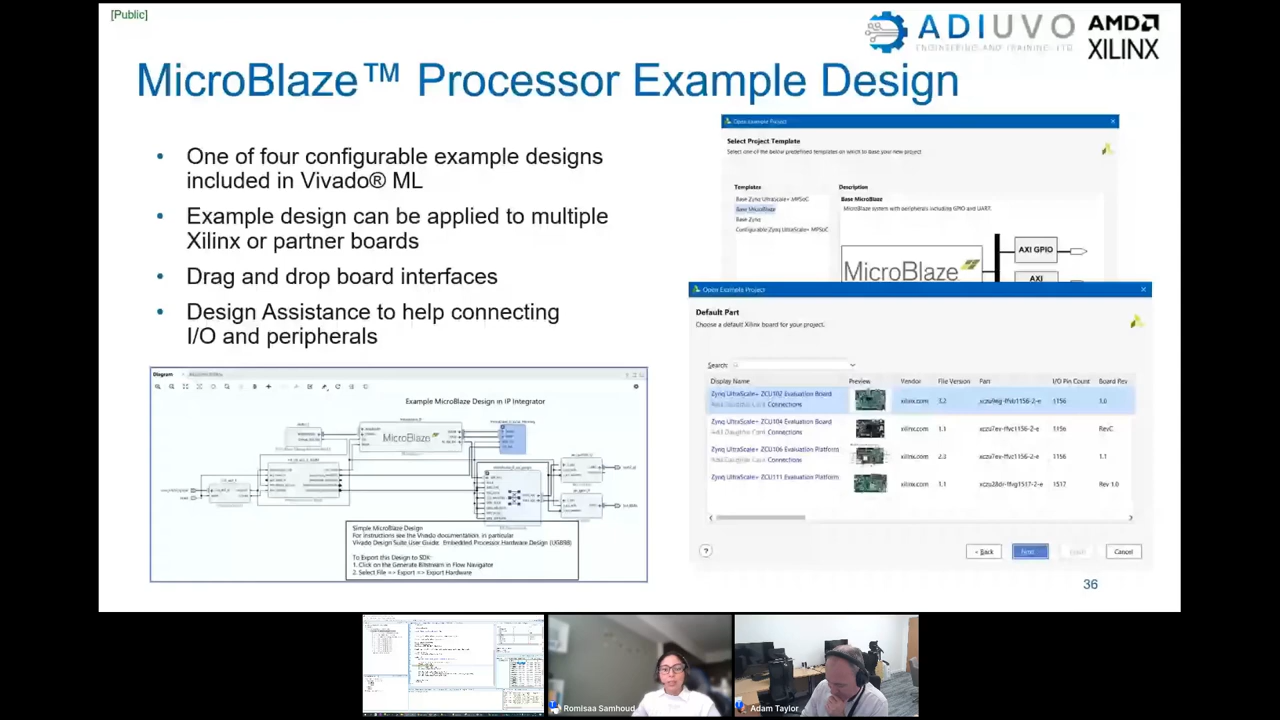 [Public]
ADIUVO
ENGINEERING AND TRAINING, LTD.
AMD
XILINX
MicroBlaze™ Processor Example Design
• One of four configurable example designs
included in Vivado® ML
• Example design can be applied to multiple
Xilinx or partner boards
• Drag and drop board interfaces
• Design Assistance to help connecting
I/O and peripherals
Open Example Project
Select Project Template
Select one of the below predefined templates on which to base your new project
Templates
Base Zynq UltraScale+ MPSoC
Base MicroBlaze
Base Zynq
Configurable Zynq UltraScale+ MPSoC
Description
Base MicroBlaze
MicroBlaze system with peripherals including GPIO and UART.
MicroBlaze
AXI GPIO
AXI
Open Example Project
Default Part
Choose a default Xilinx board for your project.
Search:
Display Name Preview Vendor File Version Part I/O Pin Count Board Rev
Zynq UltraScale+ ZCU102 Evaluation Board
Connections
xilinx.com 3.2 1156 1.0
Zynq UltraScale+ ZCU104 Evaluation Board
Connections
xilinx.com 1.1 xczu7ev-ffvc1156-2-e 1156 RevC
Zynq UltraScale+ ZCU106 Evaluation Platform
Connections
xilinx.com 2.0 xczu7ev-ffvc1156-2-e 1156 1.1
Zynq UltraScale+ ZCU111 Evaluation Platform
xilinx.com 1.1 1517 Rev 1.0
? < Back Next Cancel
Diagram
Example MicroBlaze Design in IP Integrator
MicroBlaze
Simple MicroBlaze Design
For instructions see the Vivado documentation, in particular
Vivado Design Suite User Guide: Embedded Processor Hardware Design (UG898)
To Export this Design to SDK:
1. Click on the Generate Bitstream in Flow Navigator
2. Select File => Export => Export Hardware
36
Romisaa Samhoud
Adam Taylor